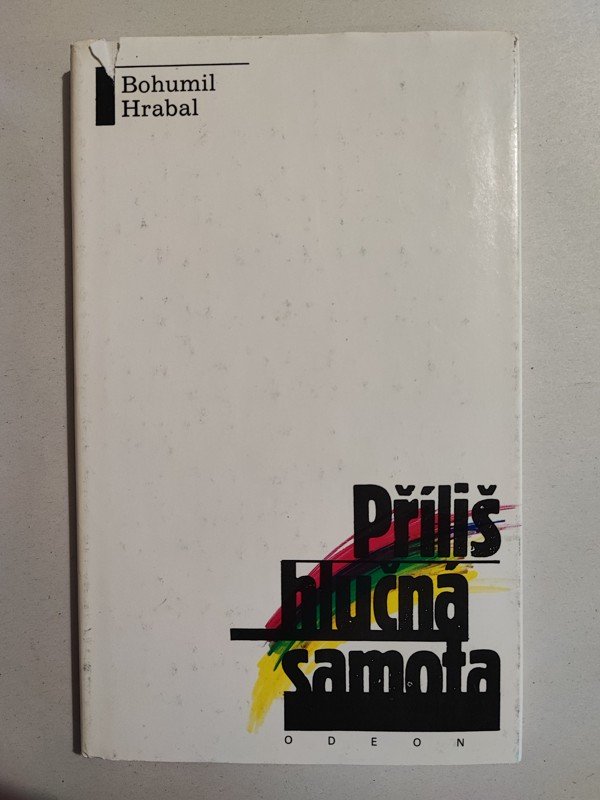 Bohumil
Hrabal
Příliš
hlučná
samota
ODEON